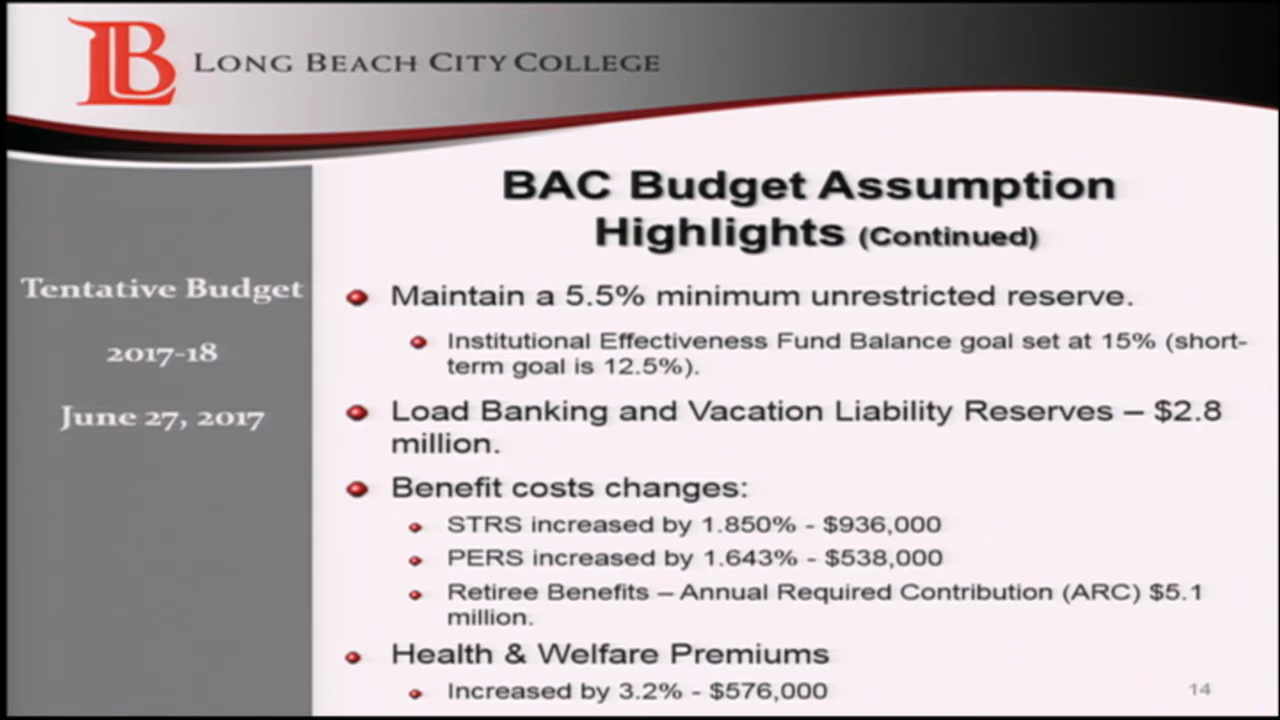 LB LONG BEACH CITY COLLEGE
BAC Budget Assumption
Highlights (Continued)
Tentative Budget
2017-18
June 27, 2017
Maintain a 5.5% minimum unrestricted reserve.
Institutional Effectiveness Fund Balance goal set at 15% (short-
term goal is 12.5%).
Load Banking and Vacation Liability Reserves – $2.8
million.
Benefit costs changes:
STRS increased by 1.850% - $936,000
PERS increased by 1.643% - $538,000
Retiree Benefits – Annual Required Contribution (ARC) $5.1
million.
Health & Welfare Premiums
Increased by 3.2% - $576,000
14